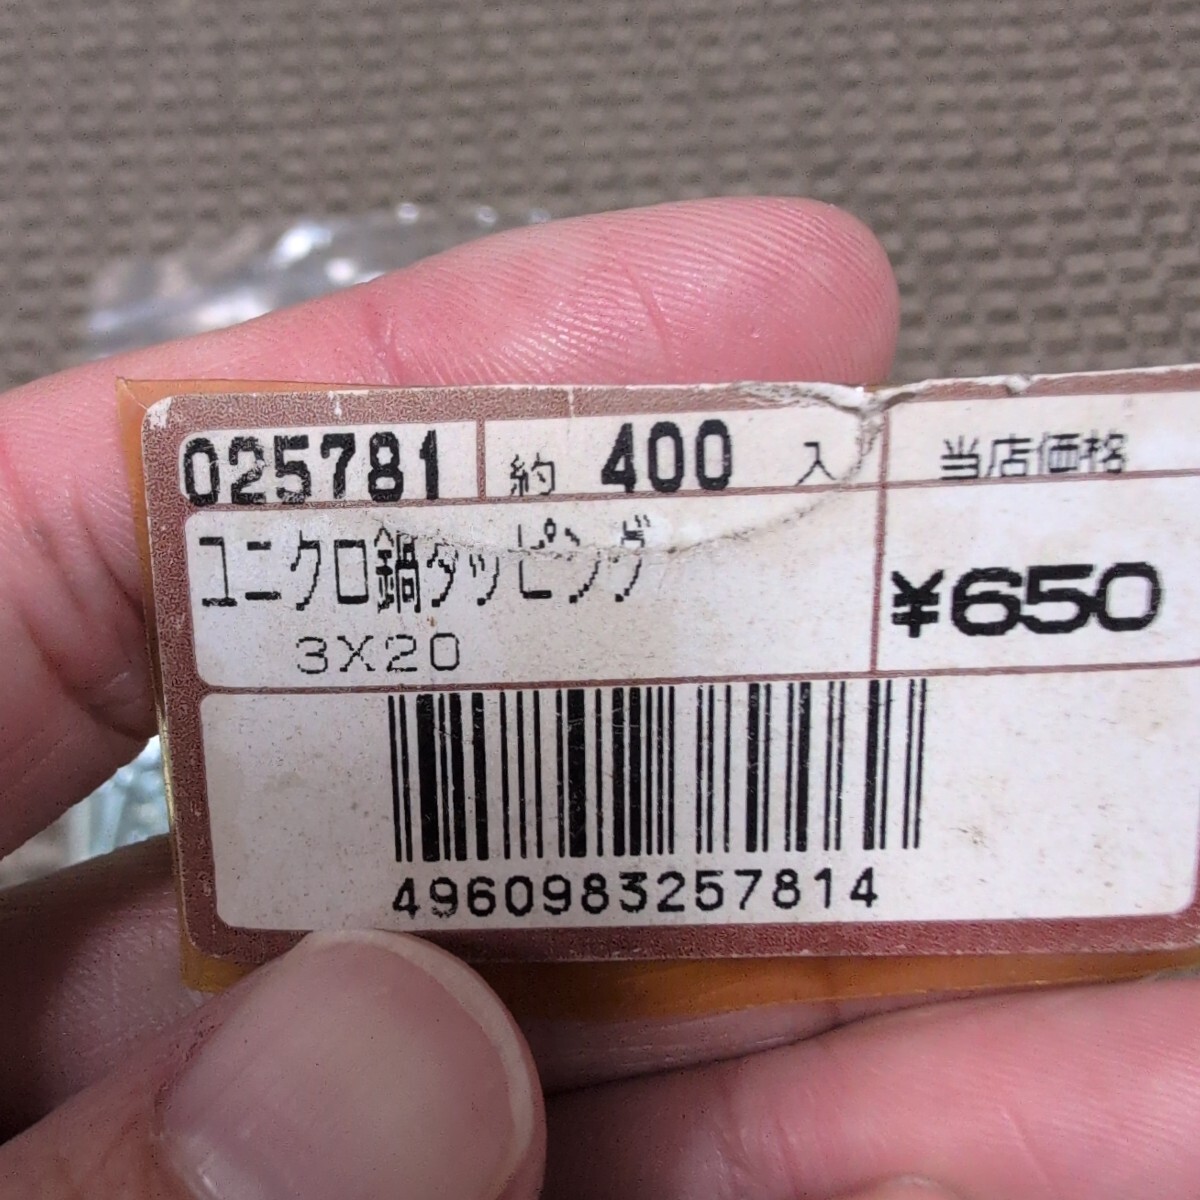 025781 約 400 入 当店価格
ユニクロ鍋タッピング
3X20
¥650
4960983257814